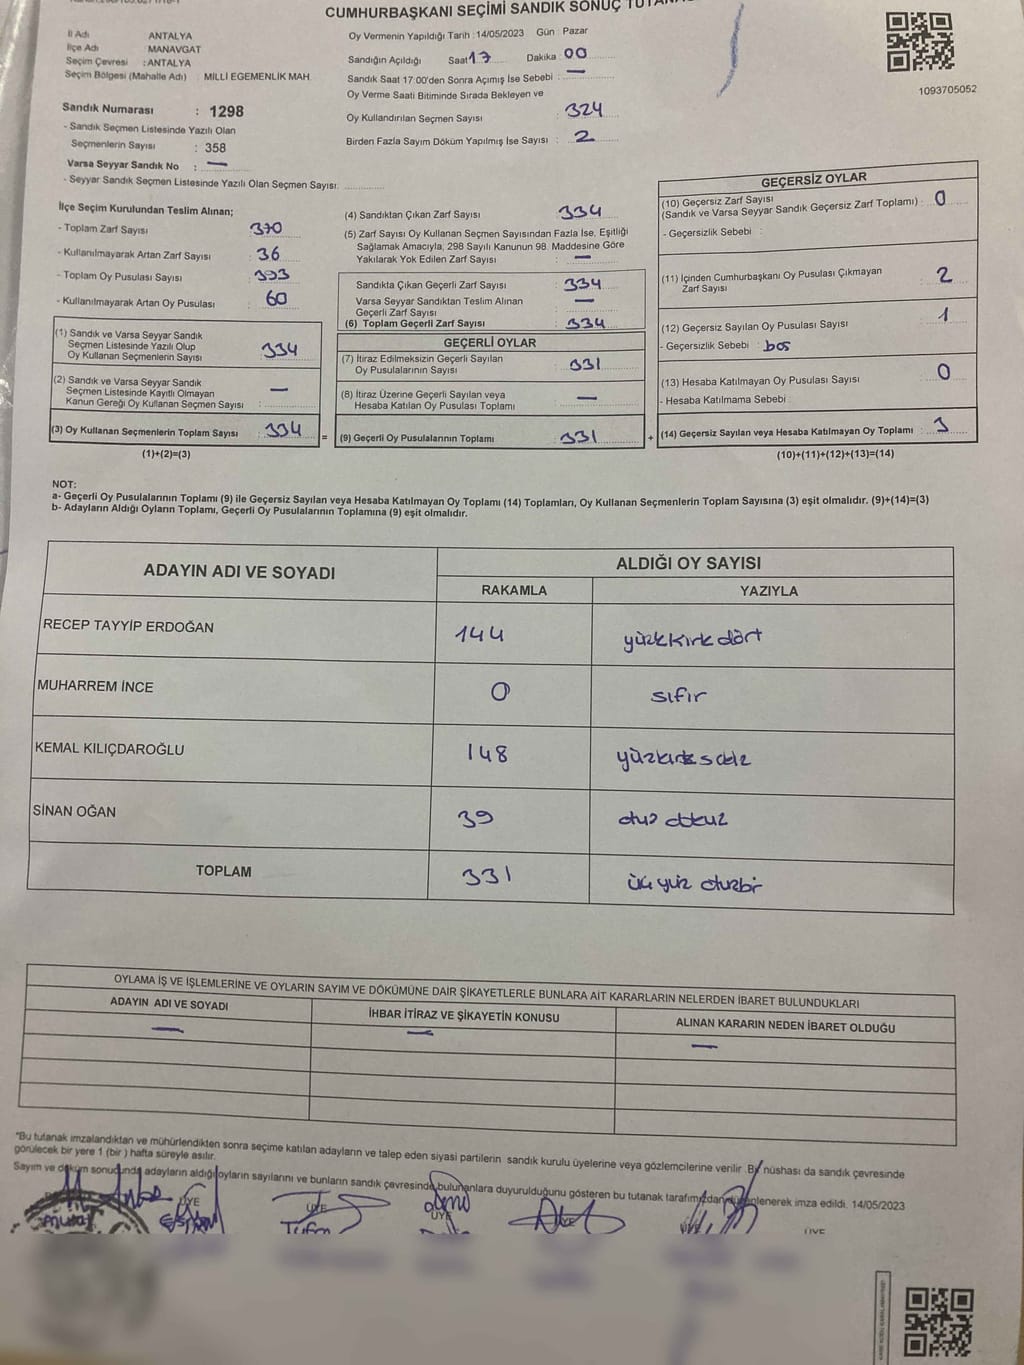 CUMHURBAŞKANI SEÇİMİ SANDIK SONUÇ
İl Adı ANTALYA
İlçe Adı : MANAVGAT
Seçim Çevresi : ANTALYA
Seçim Bölgesi (Mahalle Adı) : MİLLİ EGEMENLİK MAH.
Oy Vermenin Yapıldığı Tarih : 14/05/2023 Gün Pazar
Sandığın Açıldığı Saat 17 Dakika : 00
Sandık Saat 17:00'den Sonra Açımış İse Sebebi : —
Oy Verme Saati Bitiminde Sırada Bekleyen ve
Oy Kullandırılan Seçmen Sayısı : 324
Birden Fazla Sayım Döküm Yapılmış İse Sayısı : 2
1093705052
Sandık Numarası : 1298
- Sandık Seçmen Listesinde Yazılı Olan
Seçmenlerin Sayısı : 358
Varsa Seyyar Sandık No : —
- Seyyar Sandık Seçmen Listesinde Yazılı Olan Seçmen Sayısı:
İlçe Seçim Kurulundan Teslim Alınan;
- Toplam Zarf Sayısı : 370
- Kullanılmayarak Artan Zarf Sayısı : 36
- Toplam Oy Pusulası Sayısı : 393
- Kullanılmayarak Artan Oy Pusulası : 60
(1) Sandık ve Varsa Seyyar Sandık
Seçmen Listesinde Yazılı Olup
Oy Kullanan Seçmenlerin Sayısı : 334
(2) Sandık ve Varsa Seyyar Sandık
Seçmen Listesinde Kayıtlı Olmayan
Kanun Gereği Oy Kullanan Seçmen Sayısı : —
(3) Oy Kullanan Seçmenlerin Toplam Sayısı : 334
(1)+(2)=(3)
(4) Sandıktan Çıkan Zarf Sayısı : 334
(5) Zarf Sayısı Oy Kullanan Seçmen Sayısından Fazla İse, Eşitliği
Sağlamak Amacıyla, 298 Sayılı Kanunun 98. Maddesine Göre
Yakılarak Yok Edilen Zarf Sayısı : —
Sandıkta Çıkan Geçerli Zarf Sayısı : 334
Varsa Seyyar Sandıktan Teslim Alınan
Geçerli Zarf Sayısı : —
(6) Toplam Geçerli Zarf Sayısı : 334
GEÇERLİ OYLAR
(7) İtiraz Edilmeksizin Geçerli Sayılan
Oy Pusulalarının Sayısı : 331
(8) İtiraz Üzerine Geçerli Sayılan veya
Hesaba Katılan Oy Pusulası Toplamı : —
= (9) Geçerli Oy Pusulalarının Toplamı : 331
GEÇERSİZ OYLAR
(10) Geçersiz Zarf Sayısı
(Sandık ve Varsa Seyyar Sandık Geçersiz Zarf Toplamı) : 0
- Geçersizlik Sebebi :
(11) İçinden Cumhurbaşkanı Oy Pusulası Çıkmayan
Zarf Sayısı : 2
(12) Geçersiz Sayılan Oy Pusulası Sayısı : 1
- Geçersizlik Sebebi : boş
(13) Hesaba Katılmayan Oy Pusulası Sayısı : 0
- Hesaba Katılmama Sebebi
+ (14) Geçersiz Sayılan veya Hesaba Katılmayan Oy Toplamı : 3
(10)+(11)+(12)+(13)=(14)
NOT:
a- Geçerli Oy Pusulalarının Toplamı (9) ile Geçersiz Sayılan veya Hesaba Katılmayan Oy Toplamı (14) Toplamları, Oy Kullanan Seçmenlerin Toplam Sayısına (3) eşit olmalıdır. (9)+(14)=(3)
b- Adayların Aldığı Oyların Toplamı, Geçerli Oy Pusulalarının Toplamına (9) eşit olmalıdır.
ADAYIN ADI VE SOYADI ALDIĞI OY SAYISI
RAKAMLA YAZIYLA
RECEP TAYYİP ERDOĞAN 144 yüzkırkdört
MUHARREM İNCE 0 sıfır
KEMAL KILIÇDAROĞLU 148 yüzkırksekiz
SİNAN OĞAN 39 otuz dokuz
TOPLAM 331 üçyüz otuzbir
OYLAMA İŞ VE İŞLEMLERİNE VE OYLARIN SAYIM VE DÖKÜMÜNE DAİR ŞİKAYETLERLE BUNLARA AİT KARARLARIN NELERDEN İBARET BULUNDUKLARI
ADAYIN ADI VE SOYADI İHBAR İTİRAZ VE ŞİKAYETİN KONUSU ALINAN KARARIN NEDEN İBARET OLDUĞU
— — —
*Bu tutanak imzalandıktan ve mühürlendikten sonra seçime katılan adayların ve talep eden siyasi partilerin sandık kurulu üyelerine veya gözlemcilerine verilir. Bir nüshası da sandık çevresinde
görülecek bir yere 1 (bir) hafta süreyle asılır.
Sayım ve döküm sonucunda adayların aldığı oyların sayılarını ve bunların sandık çevresinde bulunanlara duyurulduğunu gösteren bu tutanak tarafımızdan düzenlenerek imza edildi. 14/05/2023
ÜYE ÜYE ÜYE ÜYE ÜYE ÜYE